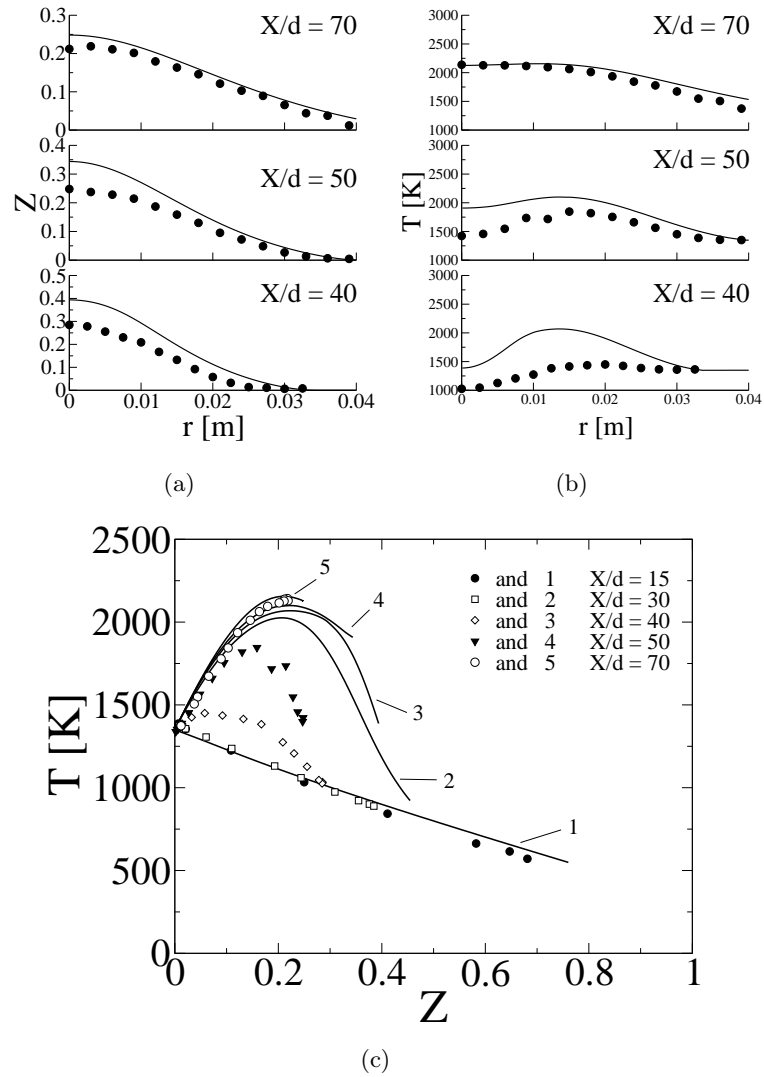 0.3
0.2
0.1
0
Z
X/d = 70
0.4
0.3
0.2
0.1
0
X/d = 50
0.5
0.4
0.3
0.2
0.1
0
X/d = 40
0
0.01
0.02
0.03
0.04
r [m]
(a)
3000
2500
2000
1500
1000
T [K]
X/d = 70
3000
2500
2000
1500
1000
X/d = 50
3000
2500
2000
1500
1000
X/d = 40
0
0.01
0.02
0.03
0.04
r [m]
(b)
2500
2000
1500
1000
500
0
T [K]
5
4
3
2
1
and 1 X/d = 15
and 2 X/d = 30
and 3 X/d = 40
and 4 X/d = 50
and 5 X/d = 70
0
0.2
0.4
0.6
0.8
1
Z
(c)